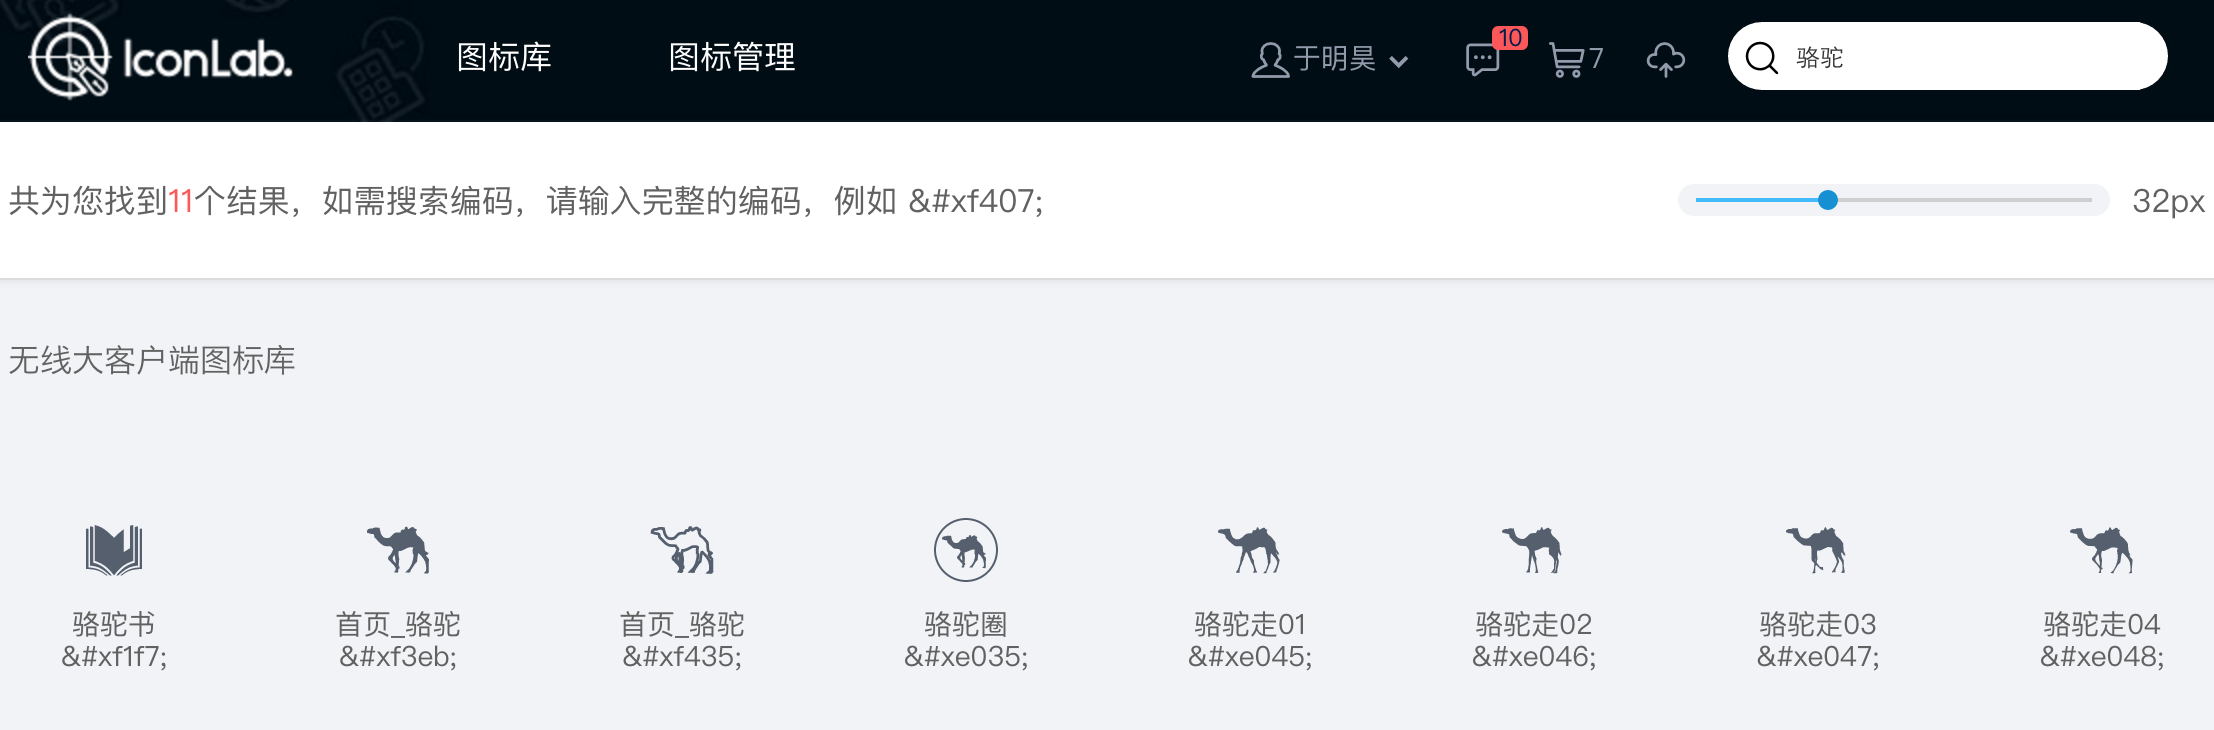 IconLab.
图标库
图标管理
于明昊
10
7
骆驼
共为您找到11个结果，如需搜索编码，请输入完整的编码，例如 &#xf407;
32px
无线大客户端图标库
骆驼书
&#xf1f7;
首页_骆驼
&#xf3eb;
首页_骆驼
&#xf435;
骆驼圈
&#xe035;
骆驼走01
&#xe045;
骆驼走02
&#xe046;
骆驼走03
&#xe047;
骆驼走04
&#xe048;